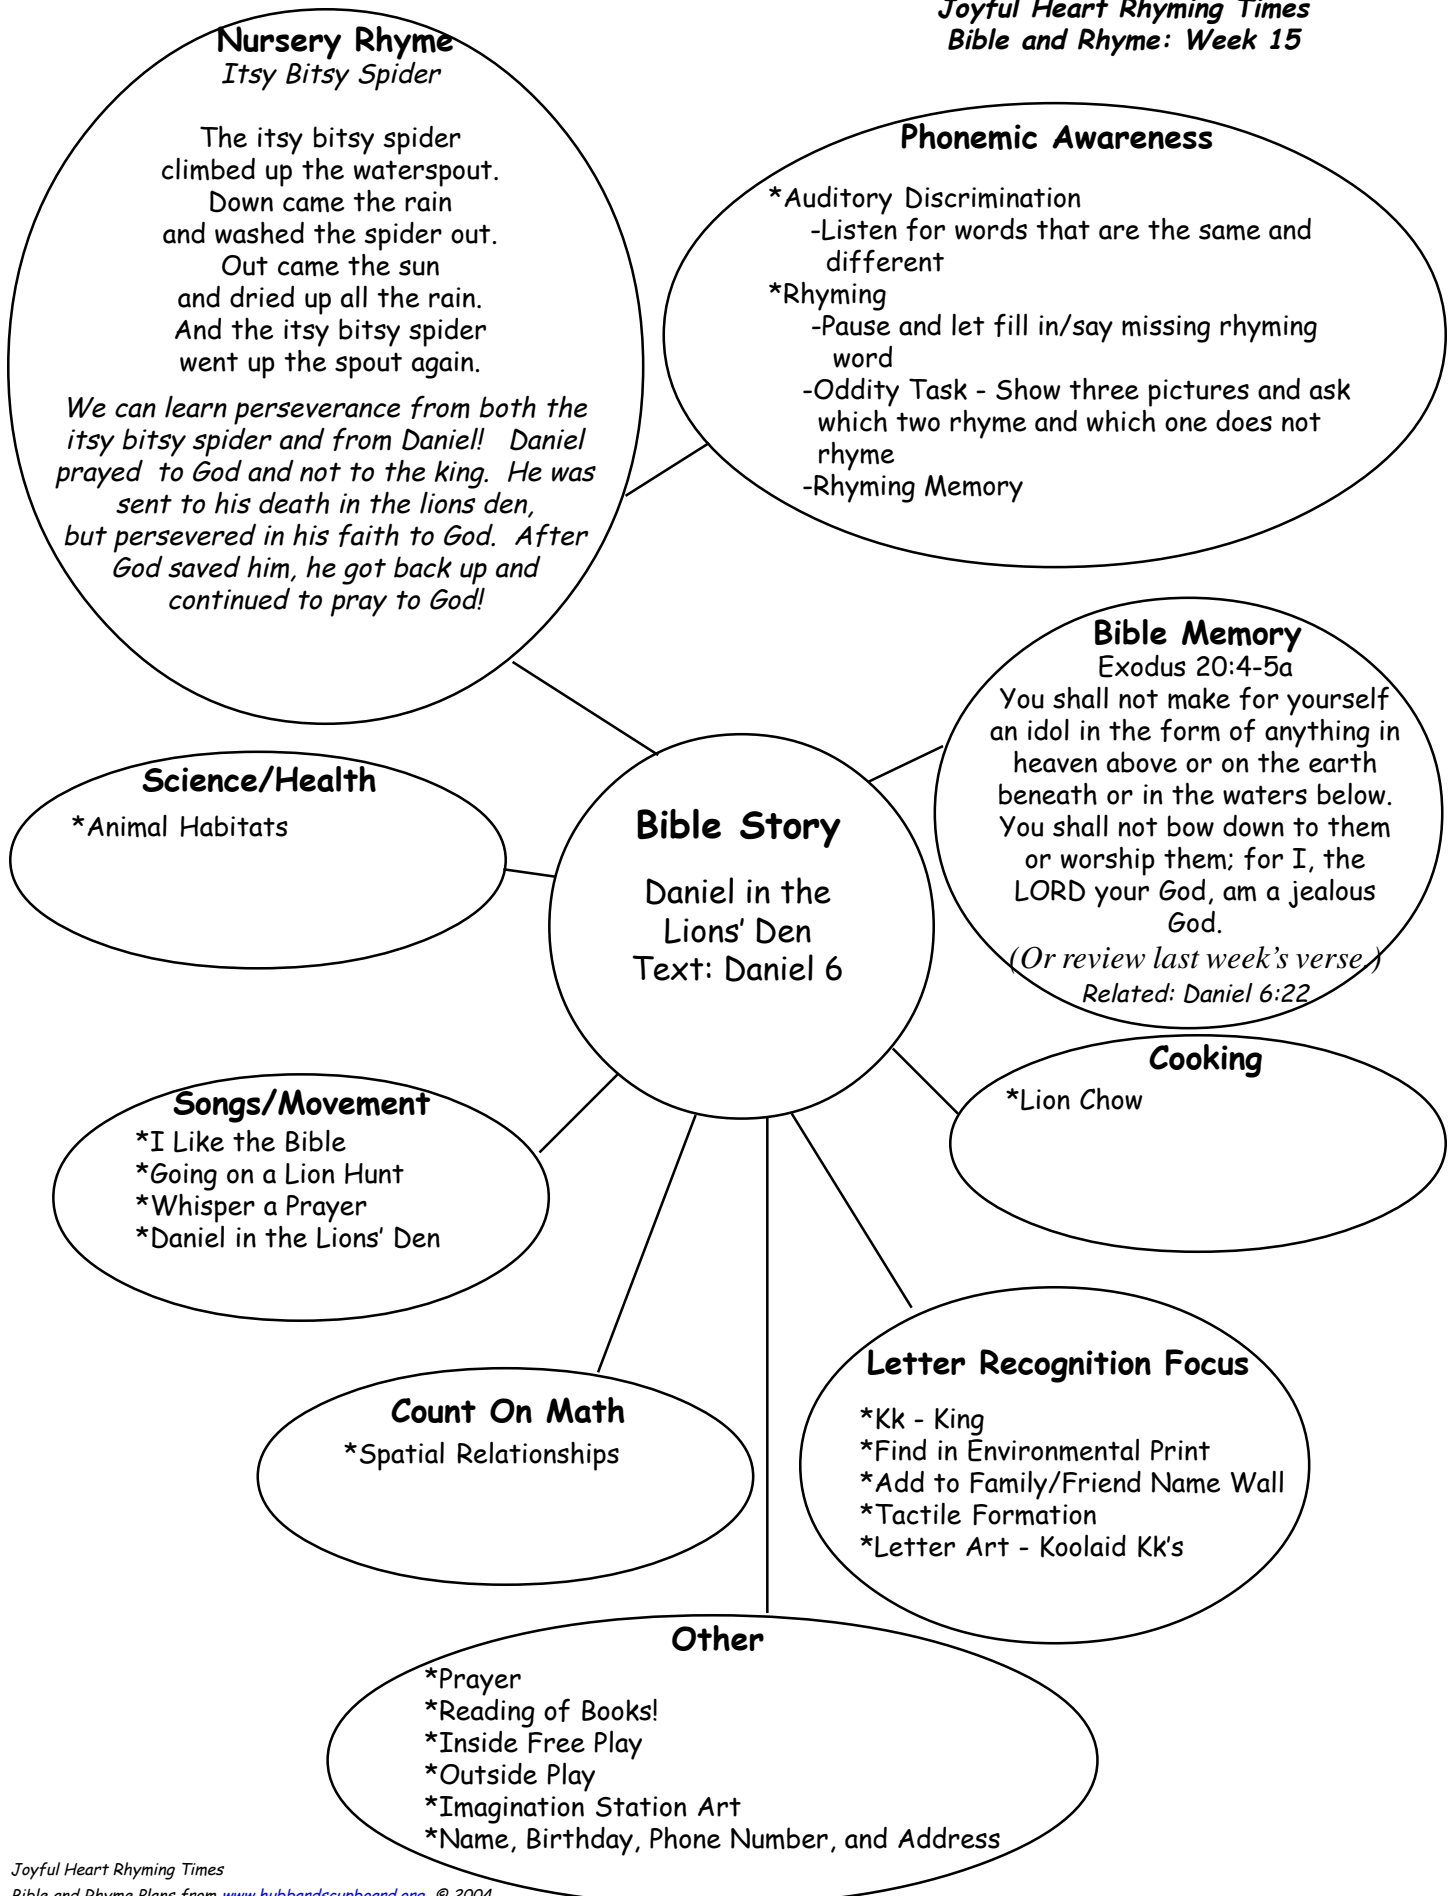 Joyful Heart Rhyming Times
Bible and Rhyme: Week 15
Nursery Rhyme
Itsy Bitsy Spider
The itsy bitsy spider
climbed up the waterspout.
Down came the rain
and washed the spider out.
Out came the sun
and dried up all the rain.
And the itsy bitsy spider
went up the spout again.
We can learn perseverance from both the
itsy bitsy spider and from Daniel! Daniel
prayed to God and not to the king. He was
sent to his death in the lions den,
but persevered in his faith to God. After
God saved him, he got back up and
continued to pray to God!
Phonemic Awareness
*Auditory Discrimination
-Listen for words that are the same and
different
*Rhyming
-Pause and let fill in/say missing rhyming
word
-Oddity Task - Show three pictures and ask
which two rhyme and which one does not
rhyme
-Rhyming Memory
Bible Memory
Exodus 20:4-5a
You shall not make for yourself
an idol in the form of anything in
heaven above or on the earth
beneath or in the waters below.
You shall not bow down to them
or worship them; for I, the
LORD your God, am a jealous
God.
(Or review last week's verse.)
Related: Daniel 6:22
Science/Health
*Animal Habitats
Bible Story
Daniel in the
Lions' Den
Text: Daniel 6
Cooking
*Lion Chow
Songs/Movement
*I Like the Bible
*Going on a Lion Hunt
*Whisper a Prayer
*Daniel in the Lions' Den
Count On Math
*Spatial Relationships
Letter Recognition Focus
*Kk - King
*Find in Environmental Print
*Add to Family/Friend Name Wall
*Tactile Formation
*Letter Art - Koolaid Kk's
Other
*Prayer
*Reading of Books!
*Inside Free Play
*Outside Play
*Imagination Station Art
*Name, Birthday, Phone Number, and Address
Joyful Heart Rhyming Times
Bible and Rhyme Plans from www.hubbardscupboard.org © 2004